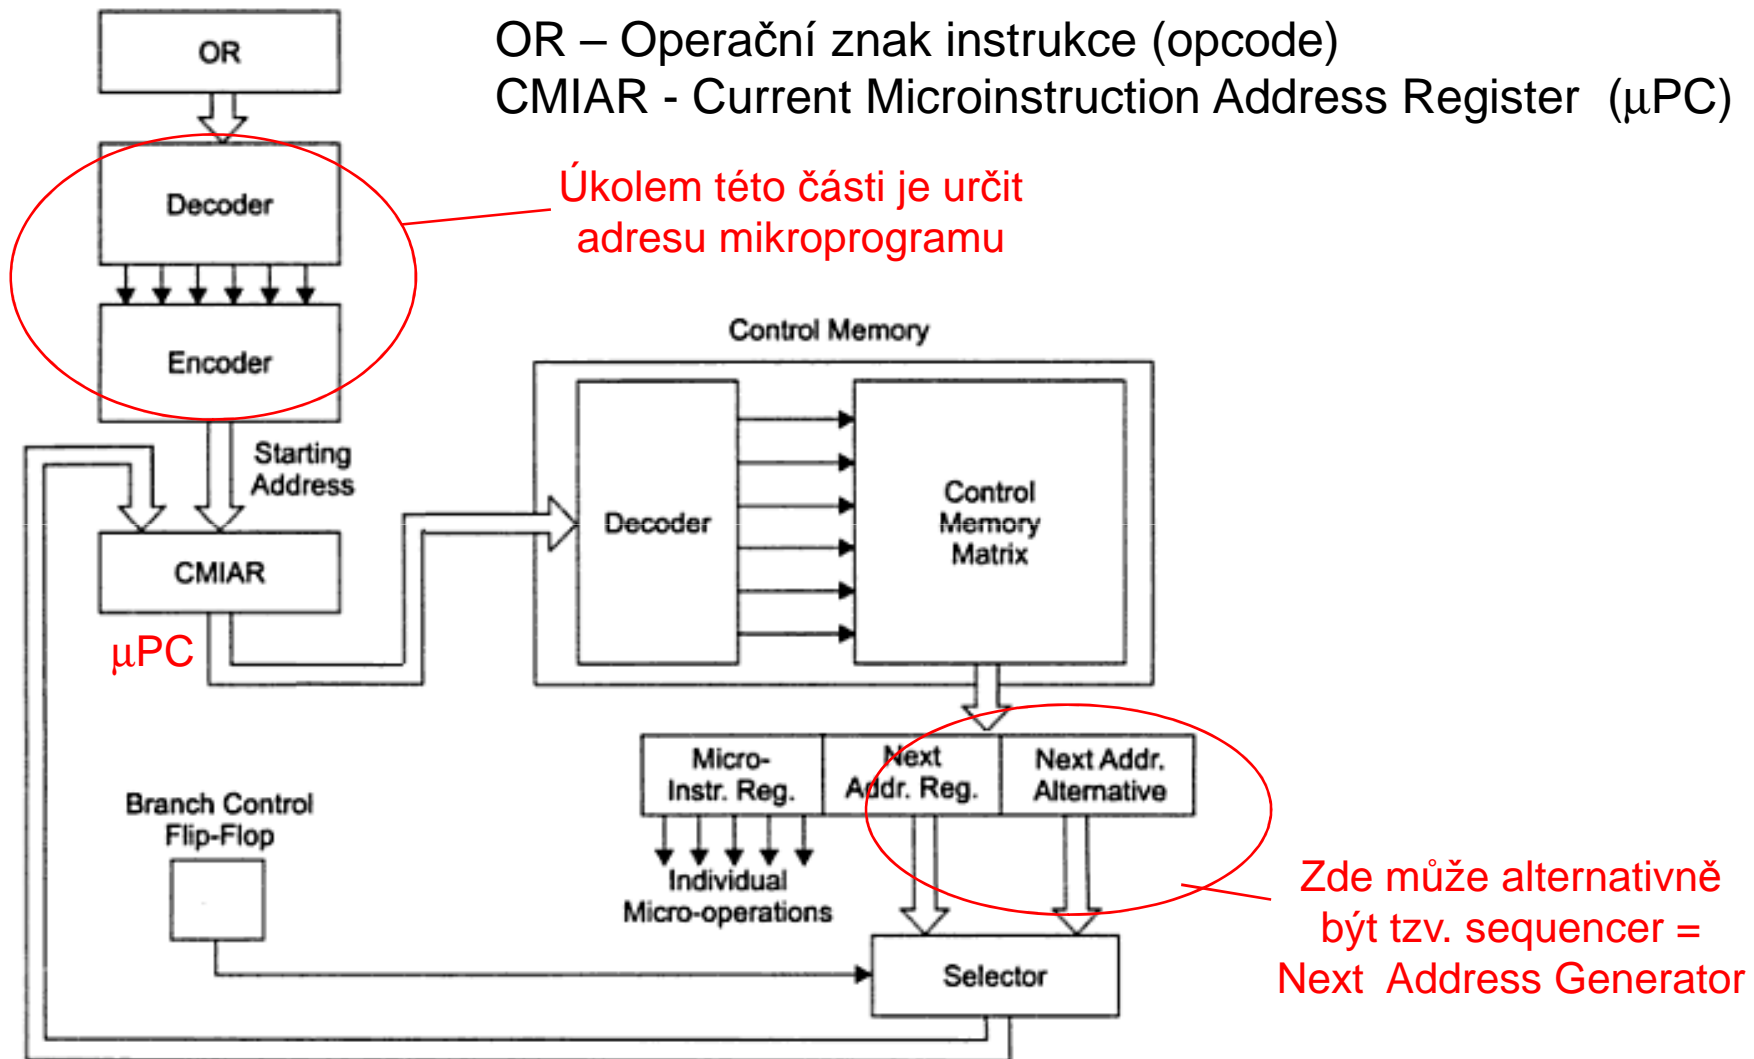 OR
OR – Operační znak instrukce (opcode)
CMIAR - Current Microinstruction Address Register (μPC)
Decoder
Úkolem této části je určit
adresu mikroprogramu
Encoder
Control Memory
Starting
Address
Decoder
Control
Memory
Matrix
CMIAR
μPC
Micro-
Instr. Reg.
Next
Addr. Reg.
Next Addr.
Alternative
Branch Control
Flip-Flop
Individual
Micro-operations
Zde může alternativně
být tzv. sequencer =
Next Address Generator
Selector